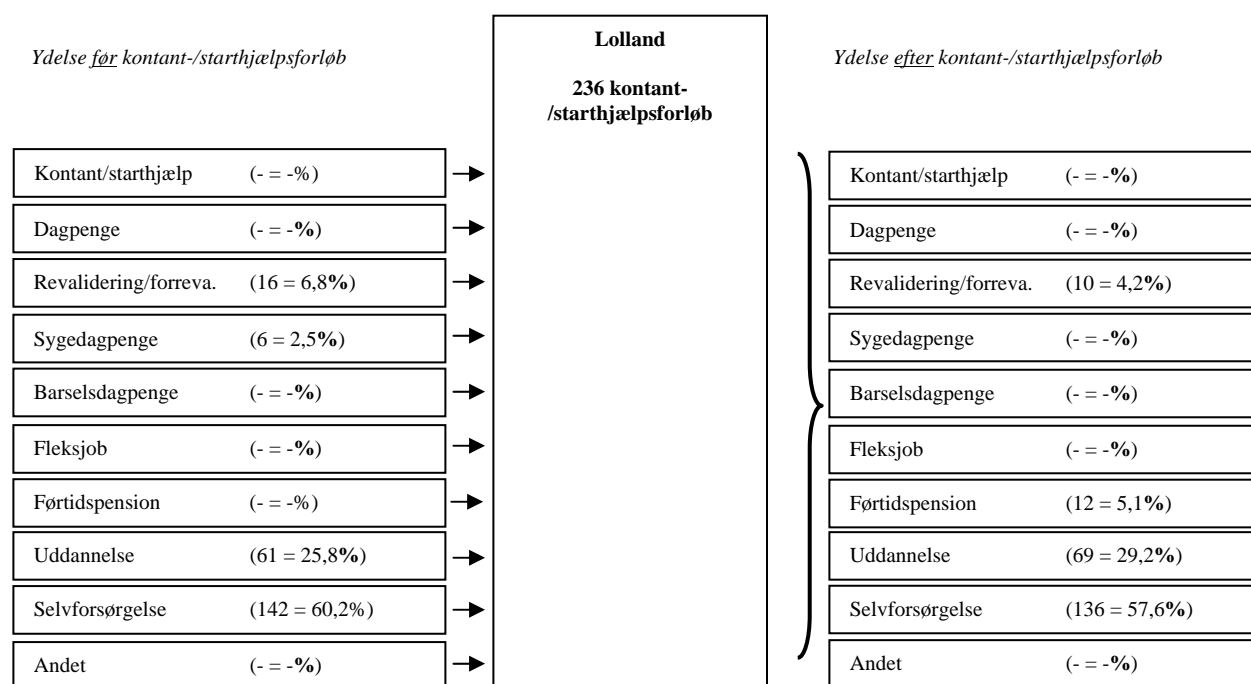 Ydelse før kontant-/starthjælpsforløb
Lolland
236 kontant-
/starthjælpsforløb
Ydelse efter kontant-/starthjælpsforløb
Kontant/starthjælp (- = -%)
Dagpenge (- = -%)
Revalidering/forreva. (16 = 6,8%)
Sygedagpenge (6 = 2,5%)
Barselsdagpenge (- = -%)
Fleksjob (- = -%)
Førtidspension (- = -%)
Uddannelse (61 = 25,8%)
Selvforsørgelse (142 = 60,2%)
Andet (- = -%)
Kontant/starthjælp (- = -%)
Dagpenge (- = -%)
Revalidering/forreva. (10 = 4,2%)
Sygedagpenge (- = -%)
Barselsdagpenge (- = -%)
Fleksjob (- = -%)
Førtidspension (12 = 5,1%)
Uddannelse (69 = 29,2%)
Selvforsørgelse (136 = 57,6%)
Andet (- = -%)